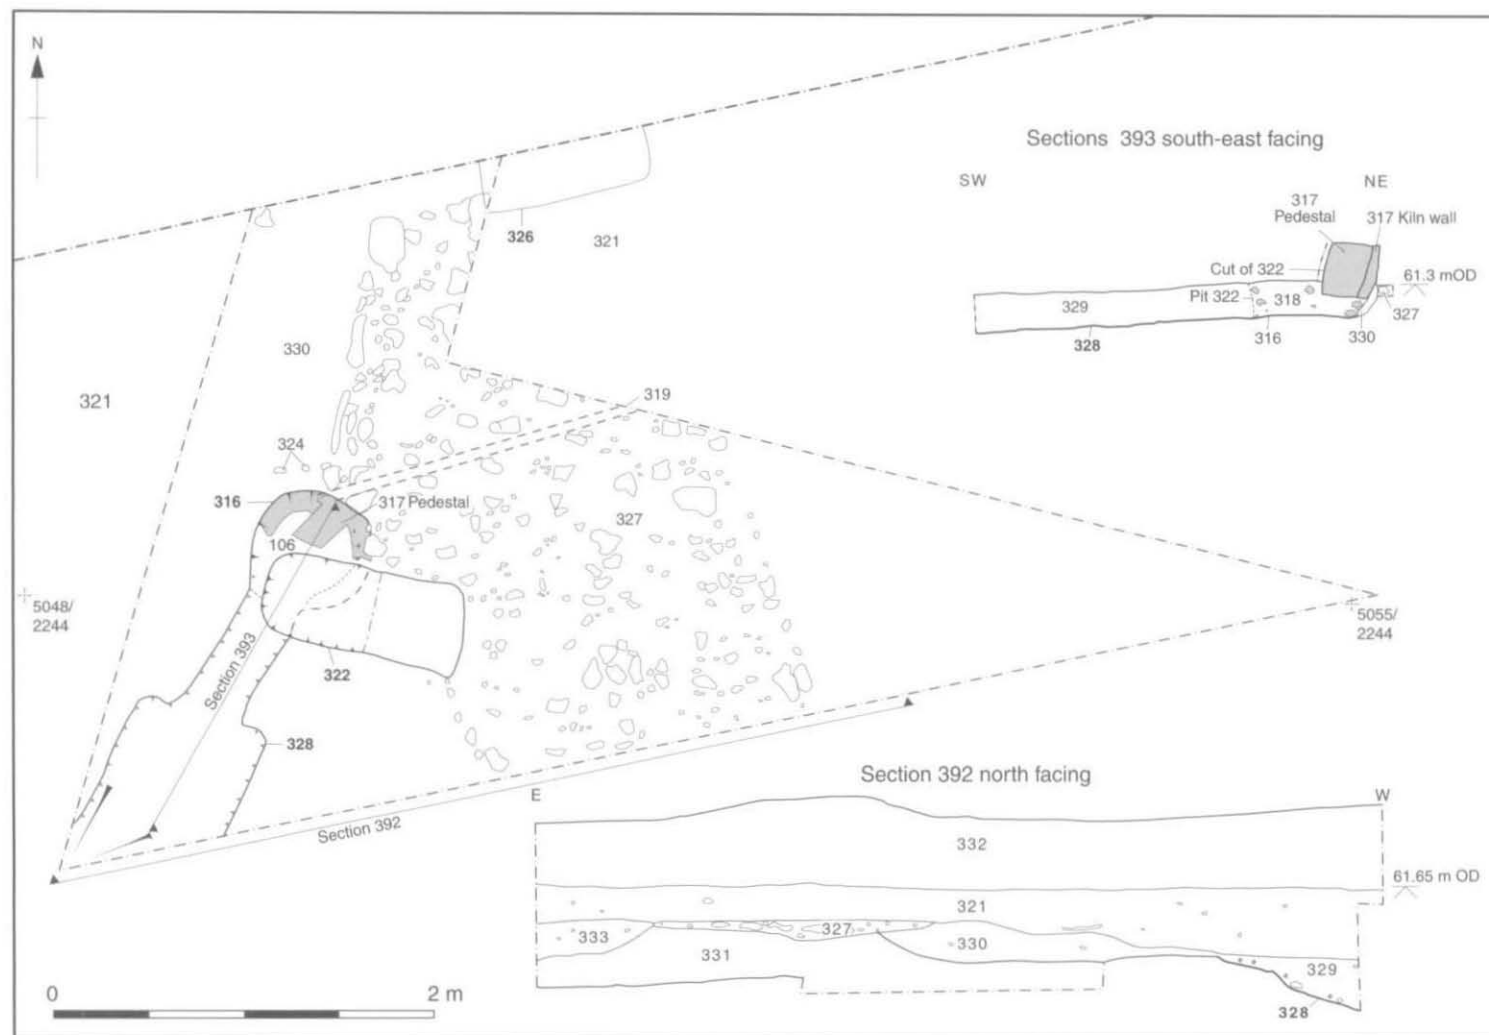 N
Sections 393 south-east facing
SW
NE
317
Pedestal
317 Kiln wall
Cut of 322
61.3 mOD
Pit 322
318
329
327
328
316
330
326
321
330
321
319
324
316
317 Pedestal
327
106
5048/
2244
5055/
2244
Section 393
322
328
Section 392
Section 392 north facing
E
W
332
61.65 m OD
321
333
327
330
331
329
328
0
2 m